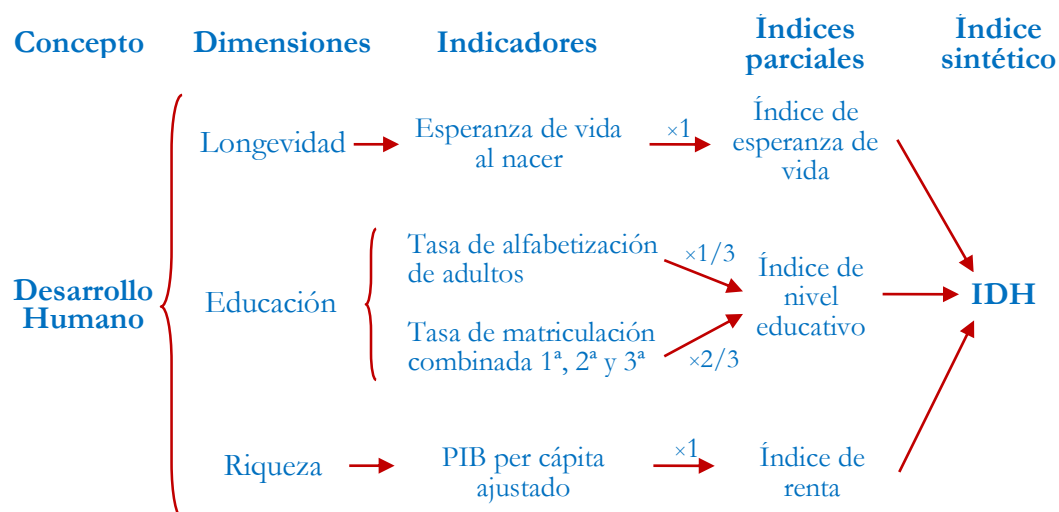 Concepto
Dimensiones
Indicadores
Índices
parciales
Índice
sintético
Longevidad
Esperanza de vida
al nacer
×1
Índice de
esperanza de
vida
Desarrollo
Humano
Educación
Tasa de alfabetización
de adultos
×1/3
Tasa de matriculación
combinada 1ª, 2ª y 3ª
×2/3
Índice de
nivel
educativo
IDH
Riqueza
PIB per cápita
ajustado
×1
Índice de
renta